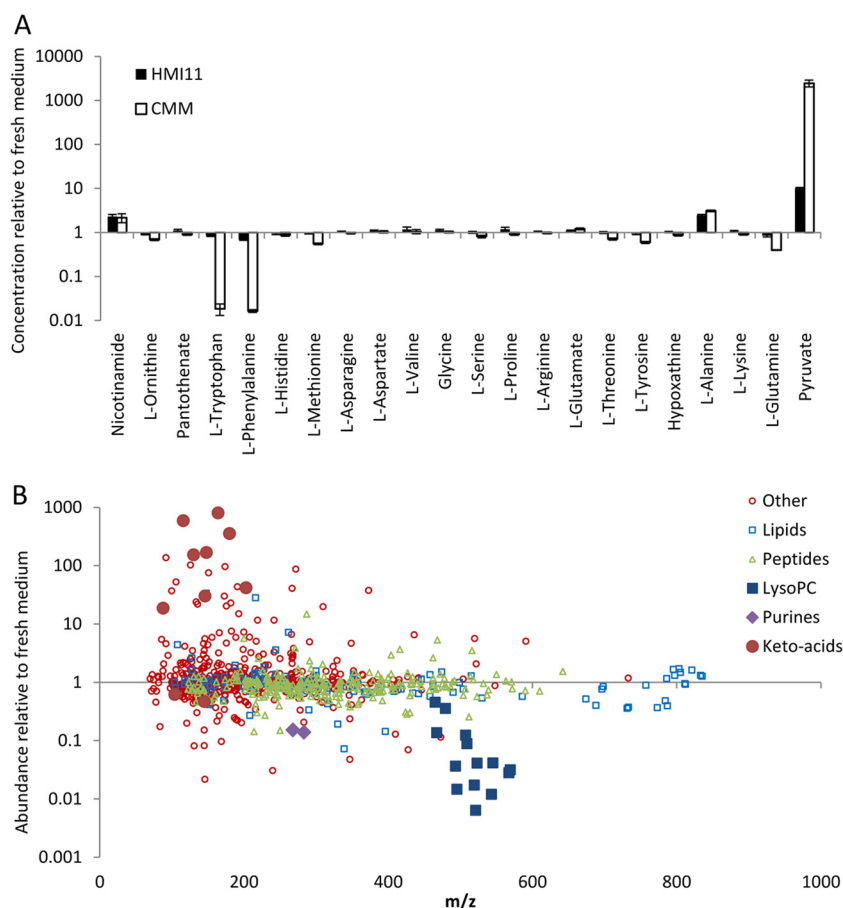 A
Concentration relative to fresh medium
10000
1000
100
10
1
0.1
0.01
HMI11
CMM
Nicotinamide
L-Ornithine
Pantothenate
L-Tryptophan
L-Phenylalanine
L-Histidine
L-Methionine
L-Asparagine
L-Aspartate
L-Valine
Glycine
L-Serine
L-Proline
L-Arginine
L-Glutamate
L-Threonine
L-Tyrosine
Hypoxathine
L-Alanine
L-Lysine
L-Glutamine
Pyruvate
B
Abundance relative to fresh medium
1000
100
10
1
0.1
0.01
0.001
Other
Lipids
Peptides
LysoPC
Purines
Keto-acids
0 200 400 600 800 1000
m/z